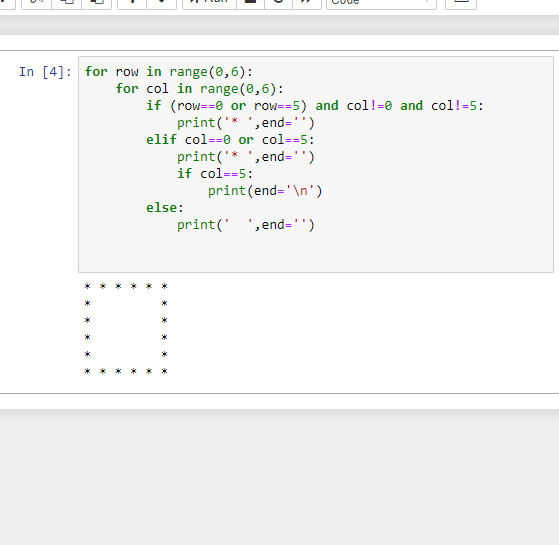 Run
Code
In [4]: for row in range(0,6):
    for col in range(0,6):
        if (row==0 or row==5) and col!=0 and col!=5:
            print('* ',end='')
        elif col==0 or col==5:
            print('* ',end='')
            if col==5:
                print(end='\n')
        else:
            print('  ',end='')
* * * * * *
*         *
*         *
*         *
*         *
* * * * * *